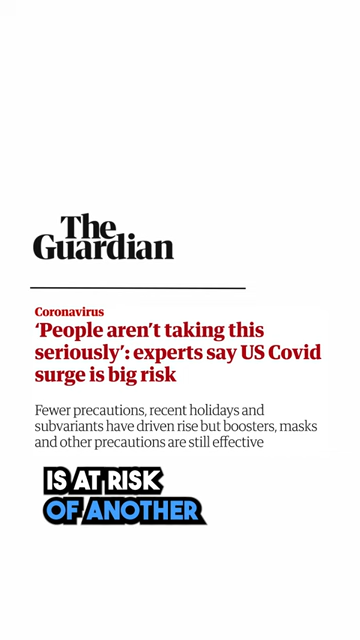 The
Guardian
Coronavirus
‘People aren’t taking this
seriously’: experts say US Covid
surge is big risk
Fewer precautions, recent holidays and
subvariants have driven rise but boosters, masks
and other precautions are still effective
IS AT RISK
OF ANOTHER